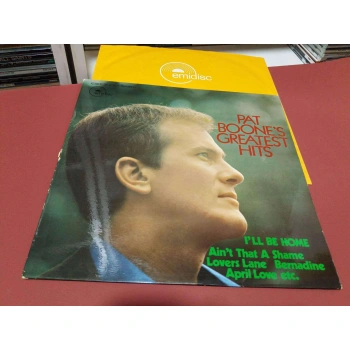 emidisc
PAT
BOONE'S
GREATEST
HITS
I'LL BE HOME
Ain't That A Shame
Lovers Lane Bernadine
April Love etc.